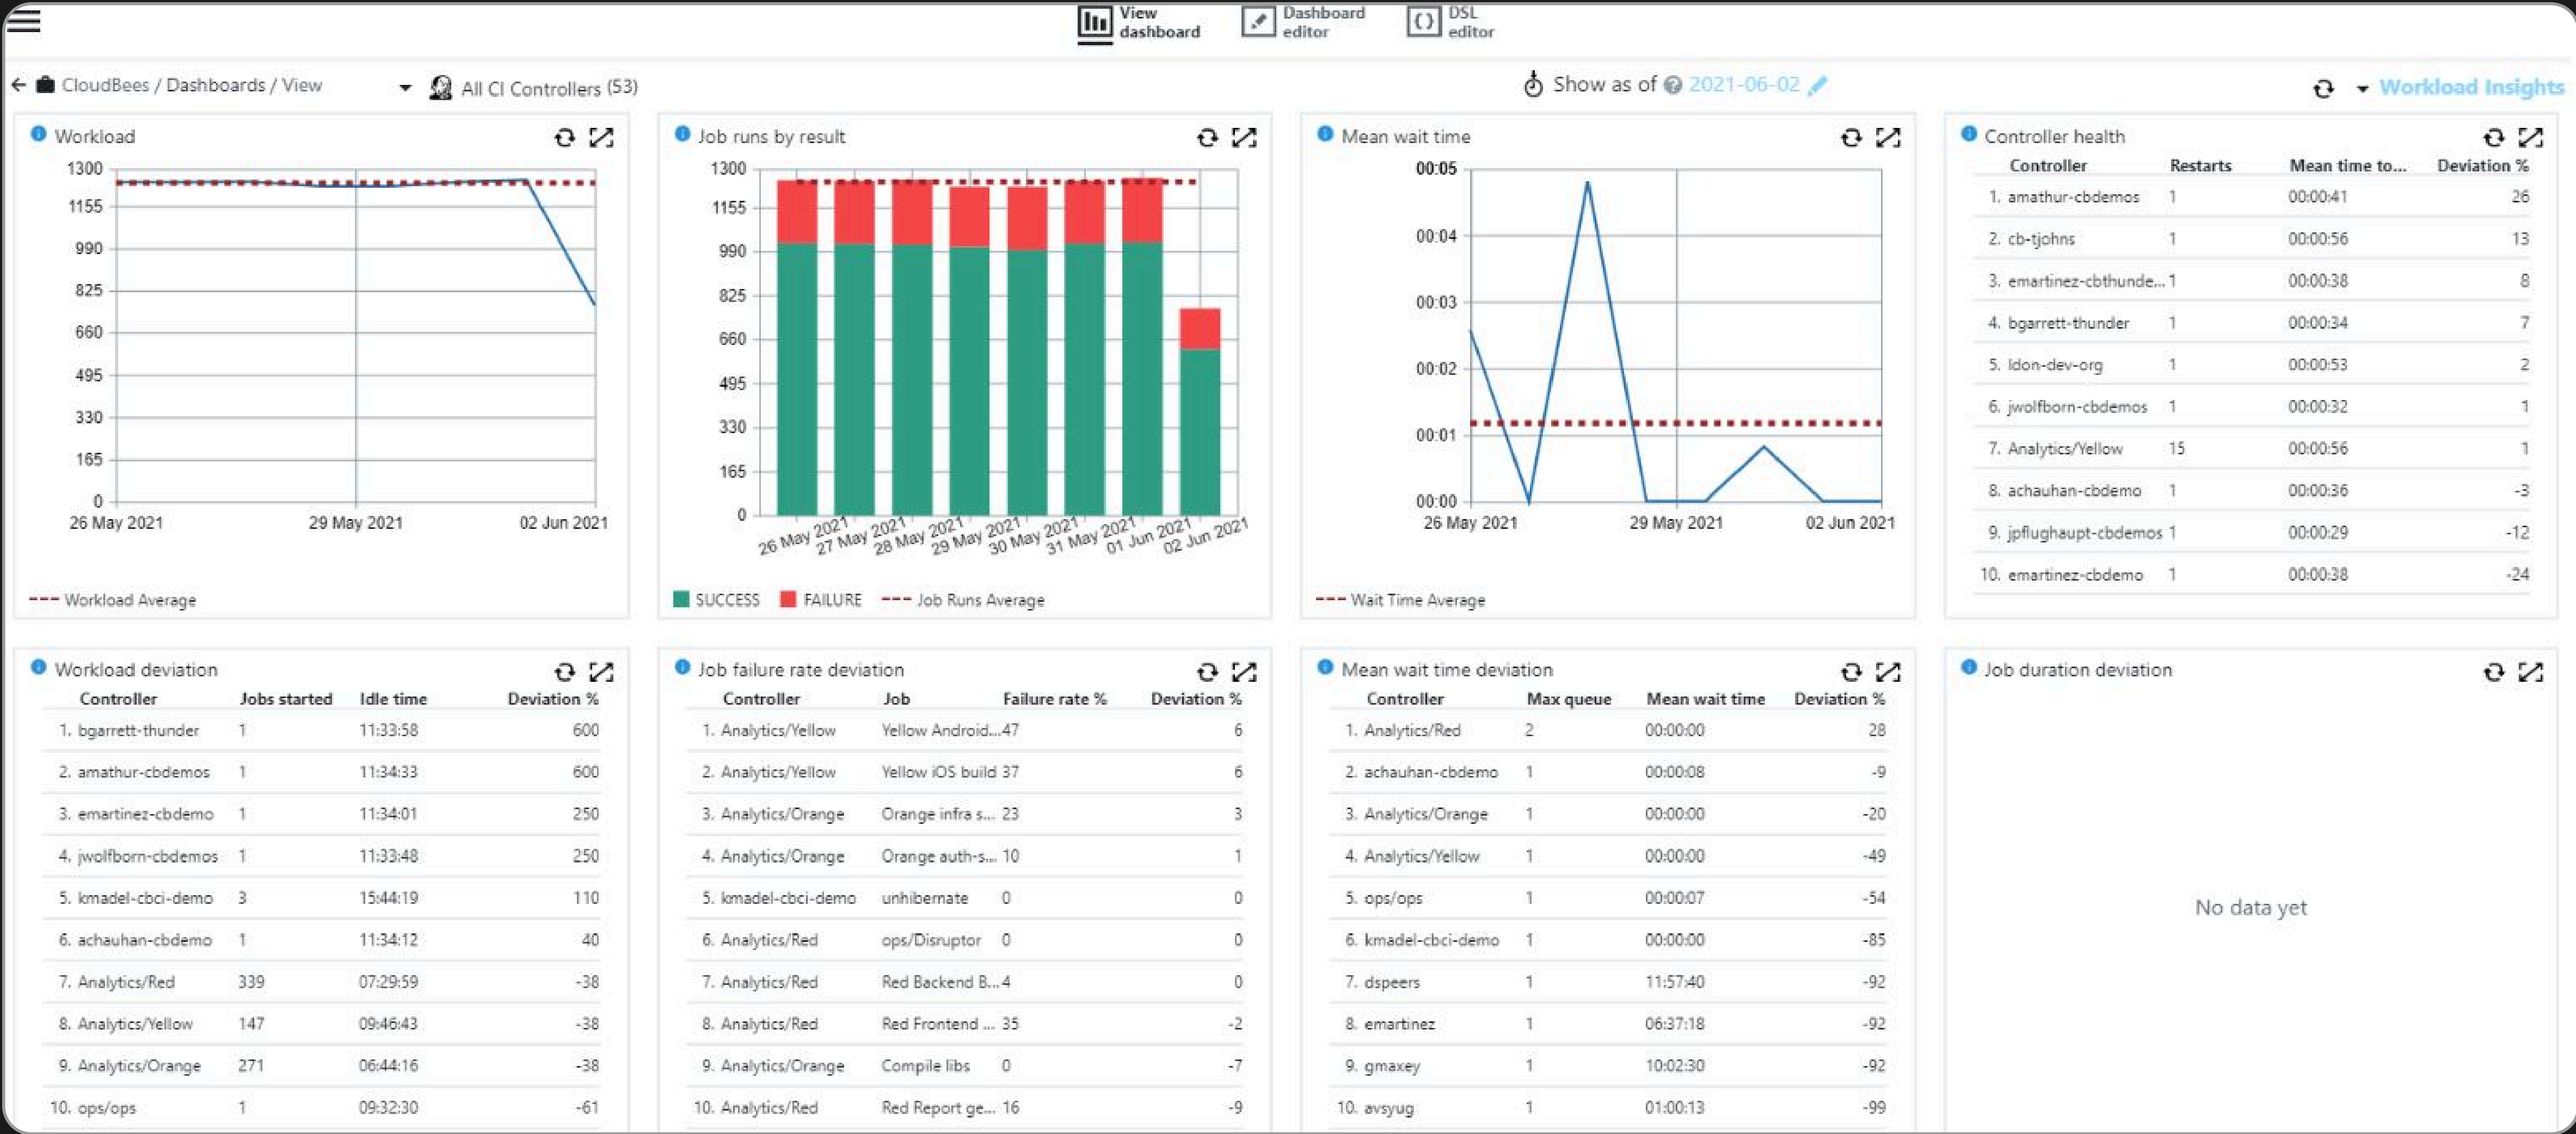 View dashboard
Dashboard editor
DSL editor
CloudBees / Dashboards / View
All CI Controllers (53)
Show as of 2021-06-02
Workload Insights
Workload
1300
1155
990
825
660
495
330
165
0
26 May 2021 29 May 2021 02 Jun 2021
Workload Average
Job runs by result
1300
1155
990
825
660
495
330
165
0
26 May 2021 27 May 2021 28 May 2021 29 May 2021 30 May 2021 31 May 2021 01 Jun 2021 02 Jun 2021
SUCCESS FAILURE Job Runs Average
Mean wait time
00:05
00:04
00:03
00:02
00:01
00:00
26 May 2021 29 May 2021 02 Jun 2021
Wait Time Average
Controller health
Controller Restarts Mean time to... Deviation %
1. amathur-cbdemos 1 00:00:41 26
2. cb-tjohns 1 00:00:56 13
3. emartinez-cbthunde... 1 00:00:38 8
4. bgarrett-thunder 1 00:00:34 7
5. ldon-dev-org 1 00:00:53 2
6. jwolfborn-cbdemos 1 00:00:32 1
7. Analytics/Yellow 15 00:00:56 1
8. achauhan-cbdemo 1 00:00:36 -3
9. jpflughaupt-cbdemos 1 00:00:29 -12
10. emartinez-cbdemo 1 00:00:38 -24
Workload deviation
Controller Jobs started Idle time Deviation %
1. bgarrett-thunder 1 11:33:58 600
2. amathur-cbdemos 1 11:34:33 600
3. emartinez-cbdemo 1 11:34:01 250
4. jwolfborn-cbdemos 1 11:33:48 250
5. kmadel-cbci-demo 3 15:44:19 110
6. achauhan-cbdemo 1 11:34:12 40
7. Analytics/Red 339 07:29:59 -38
8. Analytics/Yellow 147 09:46:43 -38
9. Analytics/Orange 271 06:44:16 -38
10. ops/ops 1 09:32:30 -61
Job failure rate deviation
Controller Job Failure rate % Deviation %
1. Analytics/Yellow Yellow Android... 47 6
2. Analytics/Yellow Yellow iOS build 37 6
3. Analytics/Orange Orange infra s... 23 3
4. Analytics/Orange Orange auth-s... 10 1
5. kmadel-cbci-demo unhibernate 0 0
6. Analytics/Red ops/Disruptor 0 0
7. Analytics/Red Red Backend B... 4 0
8. Analytics/Red Red Frontend ... 35 -2
9. Analytics/Orange Compile libs 0 -7
10. Analytics/Red Red Report ge... 16 -9
Mean wait time deviation
Controller Max queue Mean wait time Deviation %
1. Analytics/Red 2 00:00:00 28
2. achauhan-cbdemo 1 00:00:08 -9
3. Analytics/Orange 1 00:00:00 -20
4. Analytics/Yellow 1 00:00:00 -49
5. ops/ops 1 00:00:07 -54
6. kmadel-cbci-demo 1 00:00:00 -85
7. dspeers 1 11:57:40 -92
8. emartinez 1 06:37:18 -92
9. gmaxey 1 10:02:30 -92
10. avsyug 1 01:00:13 -99
Job duration deviation
No data yet